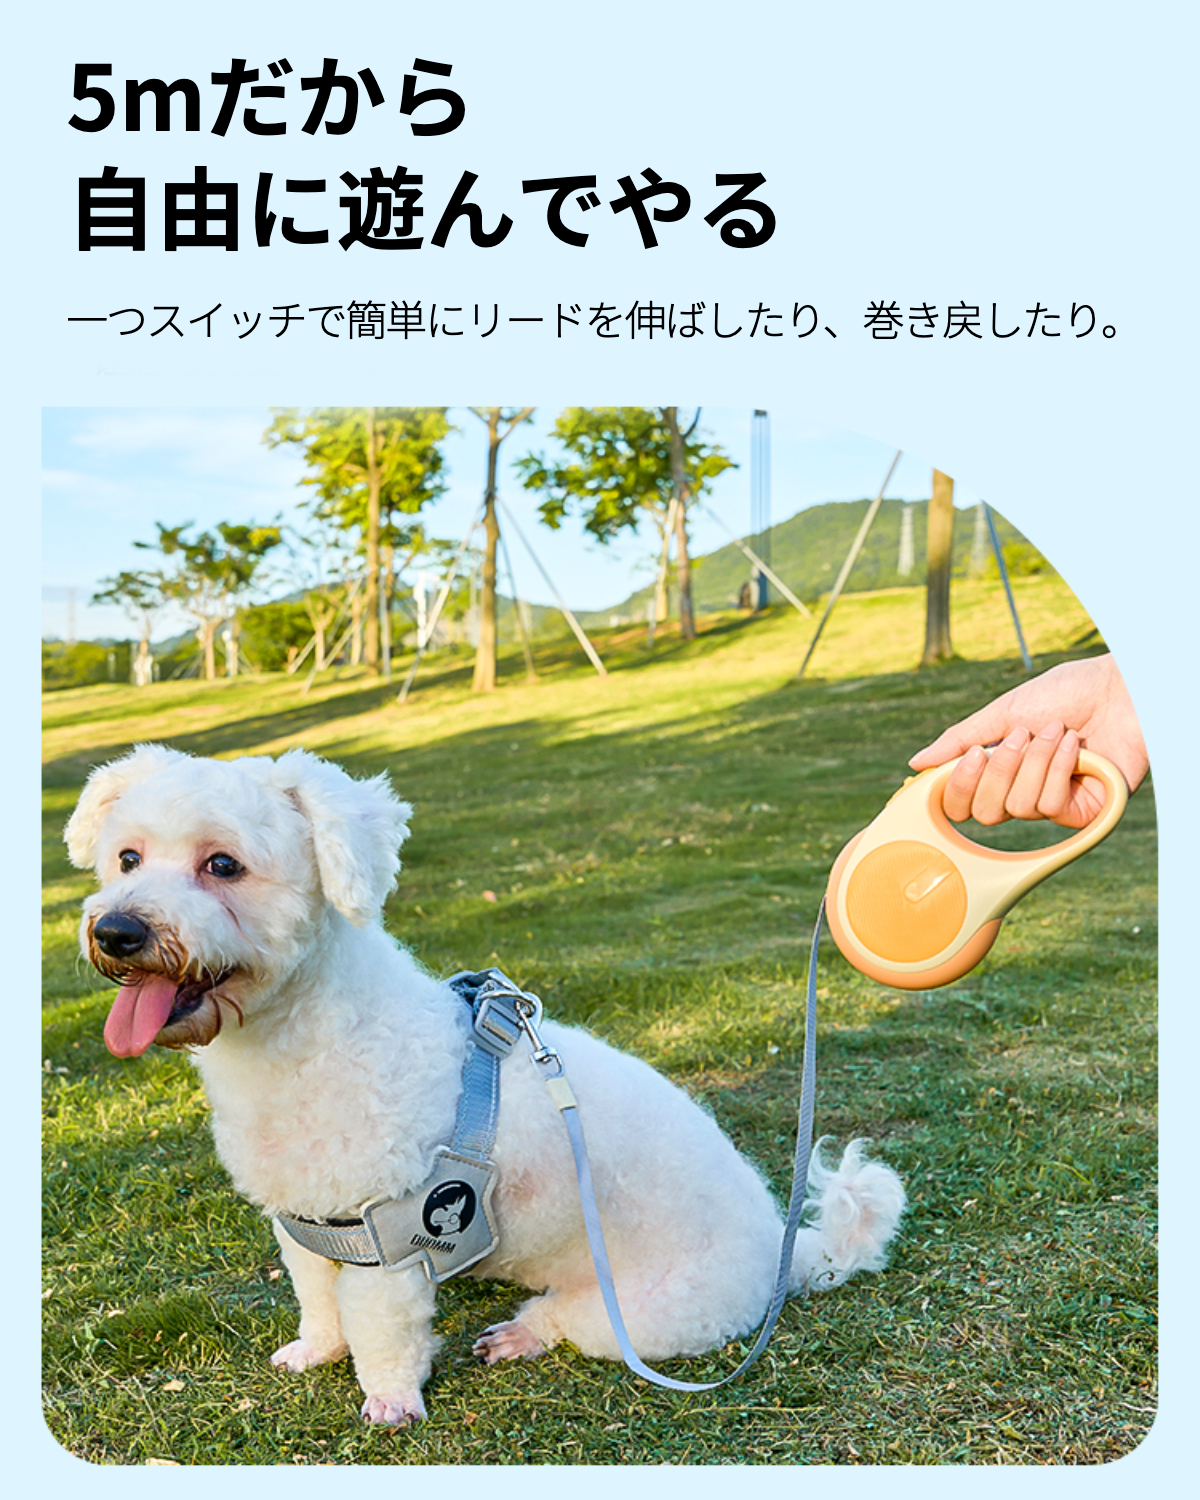 5mだから
自由に遊んでやる
一つスイッチで簡単にリードを伸ばしたり、巻き戻したり。